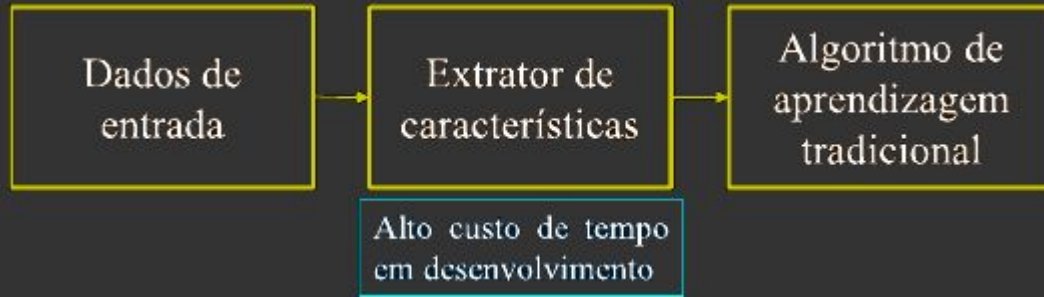 Dados de
entrada
Extrator de
características
Algoritmo de
aprendizagem
tradicional
Alto custo de tempo
em desenvolvimento